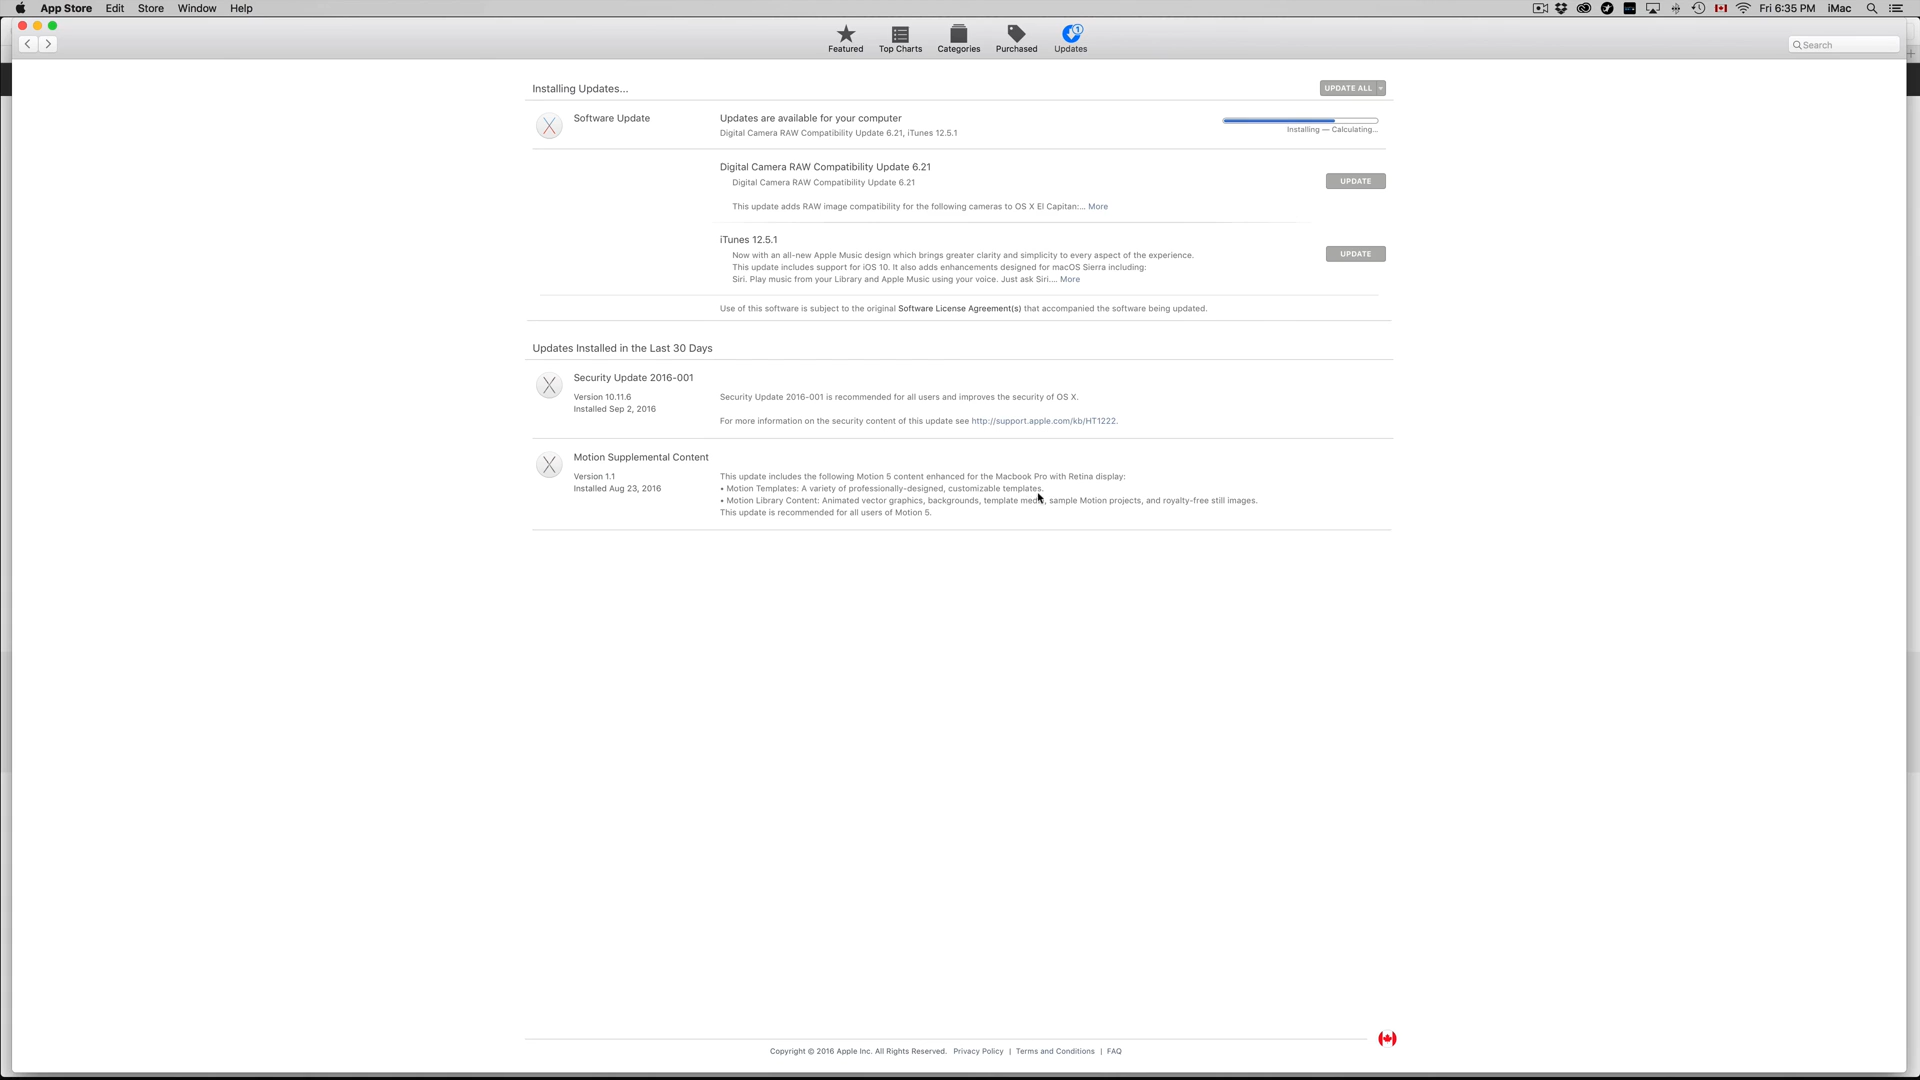 App Store Edit Store Window Help Fri 6:35 PM iMac
Featured Top Charts Categories Purchased Updates
1
Search
Installing Updates... UPDATE ALL
Software Update Updates are available for your computer
Digital Camera RAW Compatibility Update 6.21, iTunes 12.5.1 Installing — Calculating...
Digital Camera RAW Compatibility Update 6.21
Digital Camera RAW Compatibility Update 6.21 UPDATE
This update adds RAW image compatibility for the following cameras to OS X El Capitan:... More
iTunes 12.5.1
Now with an all-new Apple Music design which brings greater clarity and simplicity to every aspect of the experience. UPDATE
This update includes support for iOS 10. It also adds enhancements designed for macOS Sierra including:
Siri. Play music from your Library and Apple Music using your voice. Just ask Siri.... More
Use of this software is subject to the original Software License Agreement(s) that accompanied the software being updated.
Updates Installed in the Last 30 Days
Security Update 2016-001
Version 10.11.6 Security Update 2016-001 is recommended for all users and improves the security of OS X.
Installed Sep 2, 2016
For more information on the security content of this update see http://support.apple.com/kb/HT1222.
Motion Supplemental Content
Version 1.1 This update includes the following Motion 5 content enhanced for the Macbook Pro with Retina display:
Installed Aug 23, 2016 • Motion Templates: A variety of professionally-designed, customizable templates.
• Motion Library Content: Animated vector graphics, backgrounds, template media, sample Motion projects, and royalty-free still images.
This update is recommended for all users of Motion 5.
Copyright © 2016 Apple Inc. All Rights Reserved. Privacy Policy | Terms and Conditions | FAQ